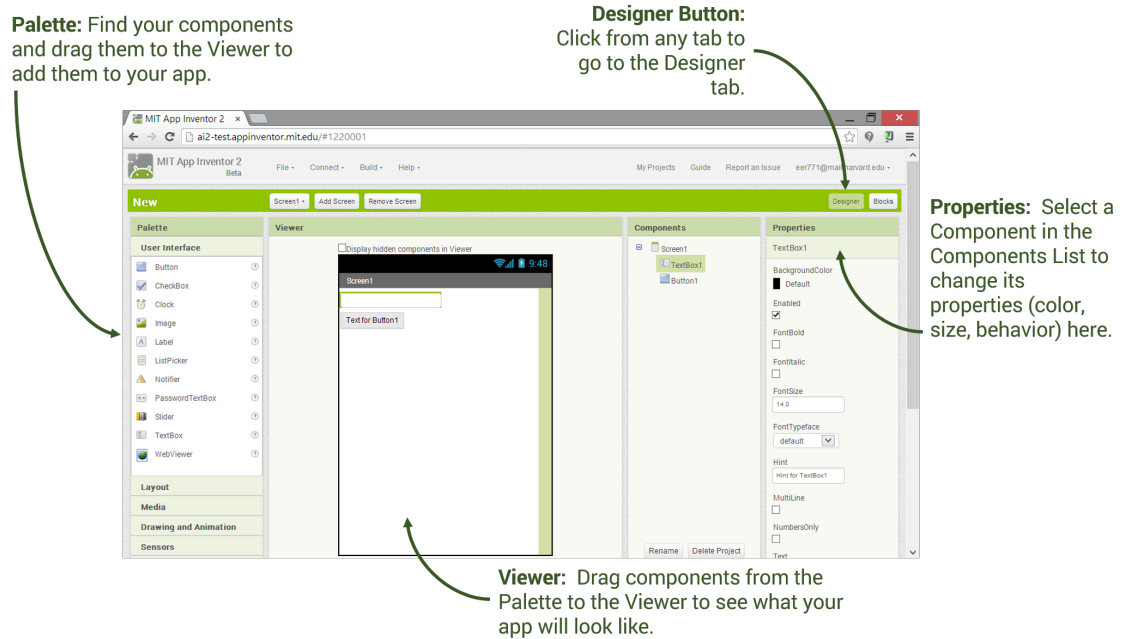 Palette: Find your components
and drag them to the Viewer to
add them to your app.
Designer Button:
Click from any tab to
go to the Designer
tab.
MIT App Inventor 2
ai2-test.appinventor.mit.edu/#1220001
MIT App Inventor 2
Beta
File
Connect
Build
Help
My Projects
Guide
Report an Issue
New
Screen1
Add Screen
Remove Screen
Designer
Blocks
Palette
User Interface
Button
CheckBox
Clock
Image
Label
ListPicker
Notifier
PasswordTextBox
Slider
TextBox
WebViewer
Layout
Media
Drawing and Animation
Sensors
Viewer
Display hidden components in Viewer
9:48
Screen1
Text for Button1
Components
Screen1
TextBox1
Button1
Rename
Delete Project
Properties
TextBox1
BackgroundColor
Default
Enabled
FontBold
FontItalic
FontSize
14.0
FontTypeface
default
Hint
Hint for TextBox1
MultiLine
NumbersOnly
Text
Properties: Select a
Component in the
Components List to
change its
properties (color,
size, behavior) here.
Viewer: Drag components from the
Palette to the Viewer to see what your
app will look like.